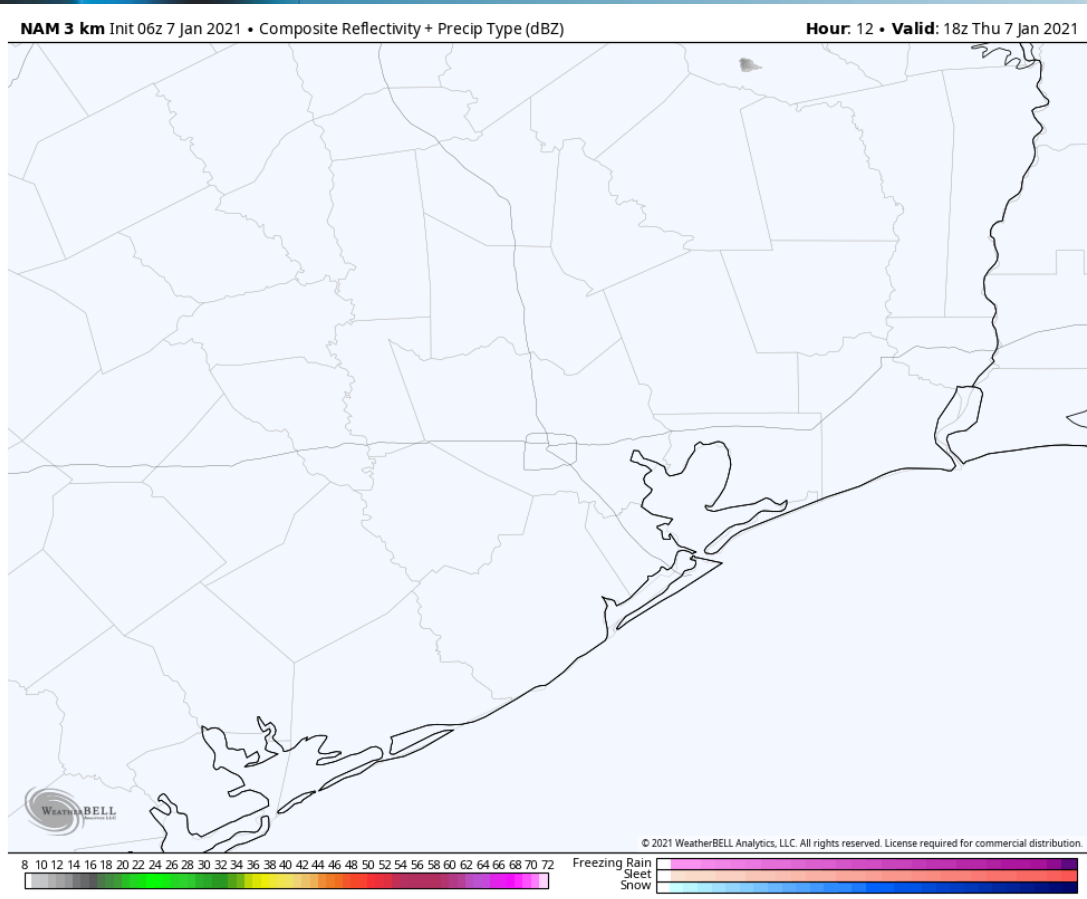 NAM 3 km Init 06z 7 Jan 2021 • Composite Reflectivity + Precip Type (dBZ) Hour: 12 • Valid: 18z Thu 7 Jan 2021
WEATHERBELL
© 2021 WeatherBELL Analytics, LLC. All rights reserved. License required for commercial distribution.
8 10 12 14 16 18 20 22 24 26 28 30 32 34 36 38 40 42 44 46 48 50 52 54 56 58 60 62 64 66 68 70 72
Freezing Rain
Sleet
Snow